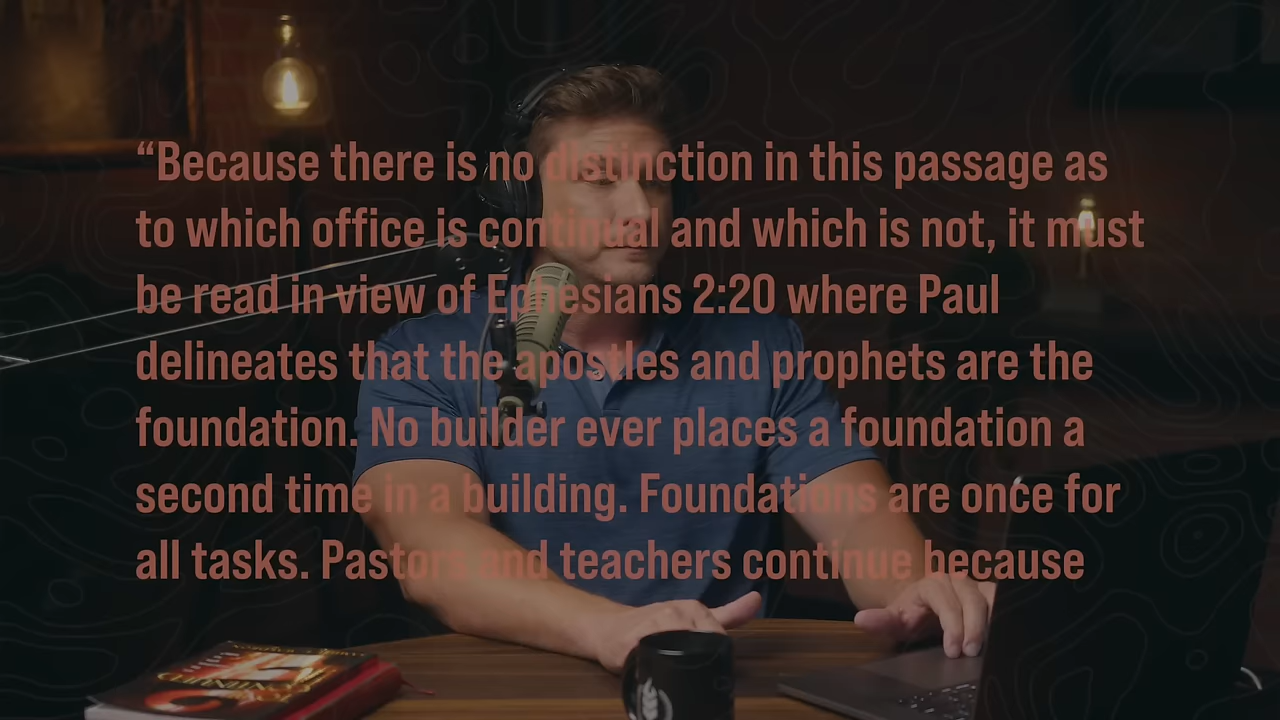 “Because there is no distinction in this passage as
to which office is continual and which is not, it must
be read in view of Ephesians 2:20 where Paul
delineates that the apostles and prophets are the
foundation. No builder ever places a foundation a
second time in a building. Foundations are once for
all tasks. Pastors and teachers continue because